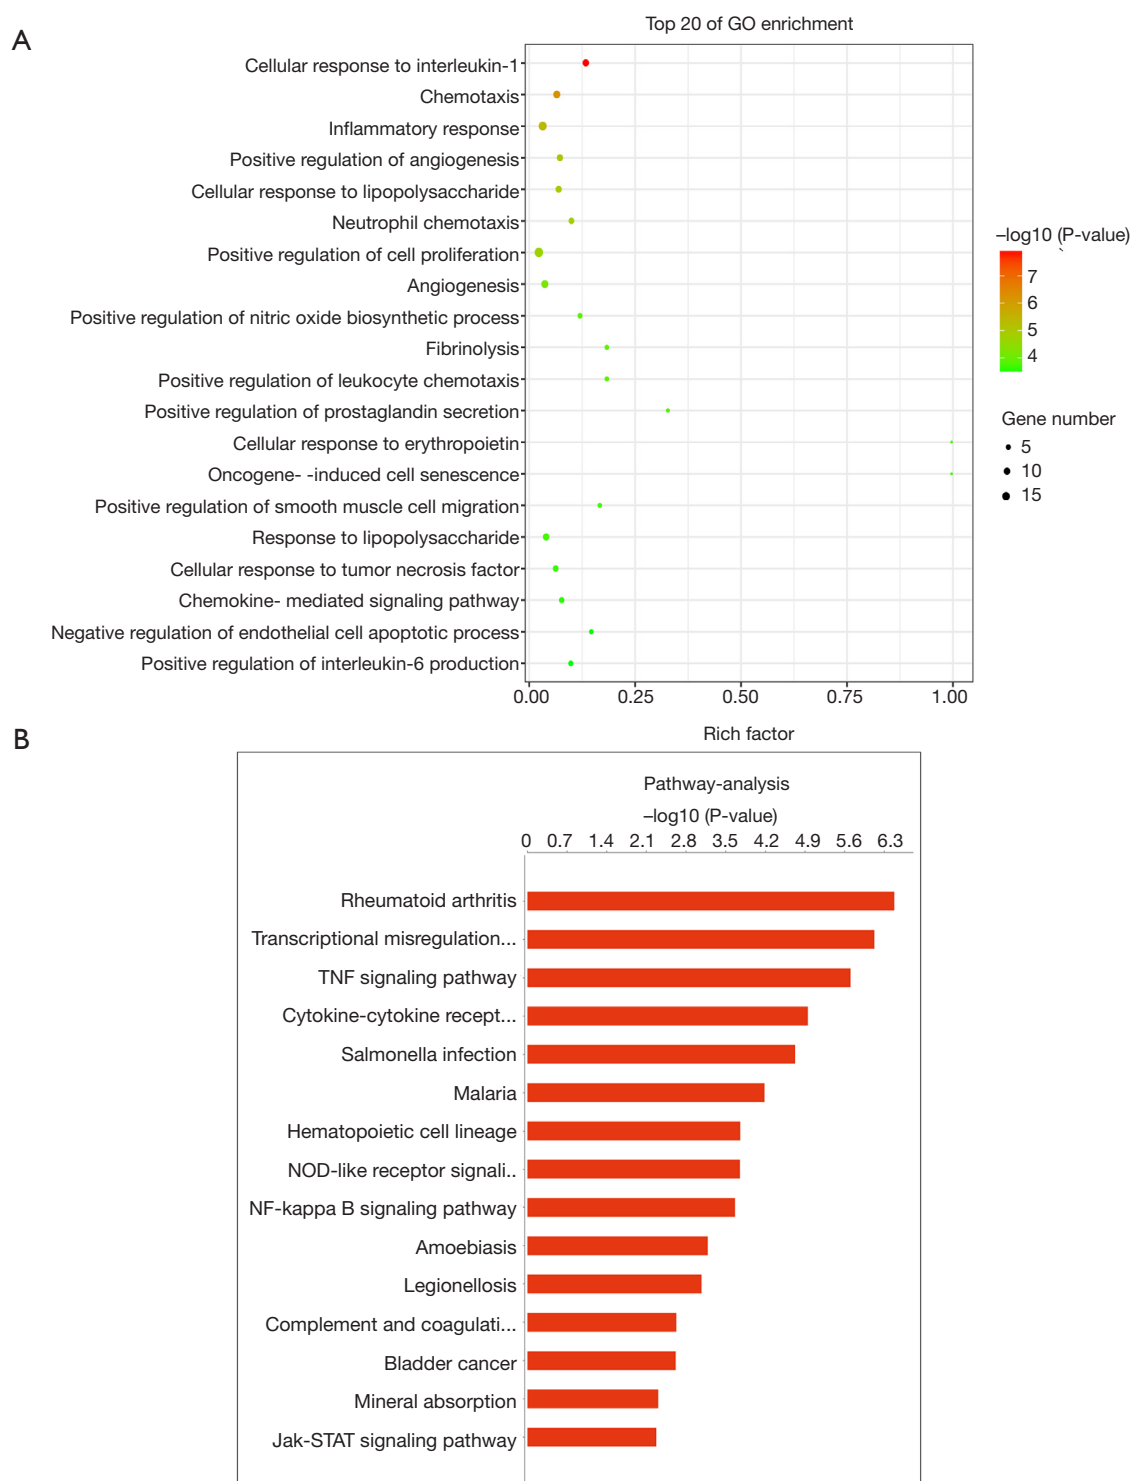 A
Top 20 of GO enrichment
Cellular response to interleukin-1
Chemotaxis
Inflammatory response
Positive regulation of angiogenesis
Cellular response to lipopolysaccharide
Neutrophil chemotaxis
Positive regulation of cell proliferation
Angiogenesis
Positive regulation of nitric oxide biosynthetic process
Fibrinolysis
Positive regulation of leukocyte chemotaxis
Positive regulation of prostaglandin secretion
Cellular response to erythropoietin
Oncogene- -induced cell senescence
Positive regulation of smooth muscle cell migration
Response to lipopolysaccharide
Cellular response to tumor necrosis factor
Chemokine- mediated signaling pathway
Negative regulation of endothelial cell apoptotic process
Positive regulation of interleukin-6 production
0.00 0.25 0.50 0.75 1.00
Rich factor
–log10 (P-value)
7
6
5
4
Gene number
5
10
15
B
Pathway-analysis
–log10 (P-value)
0 0.7 1.4 2.1 2.8 3.5 4.2 4.9 5.6 6.3
Rheumatoid arthritis
Transcriptional misregulation...
TNF signaling pathway
Cytokine-cytokine recept...
Salmonella infection
Malaria
Hematopoietic cell lineage
NOD-like receptor signali..
NF-kappa B signaling pathway
Amoebiasis
Legionellosis
Complement and coagulati...
Bladder cancer
Mineral absorption
Jak-STAT signaling pathway